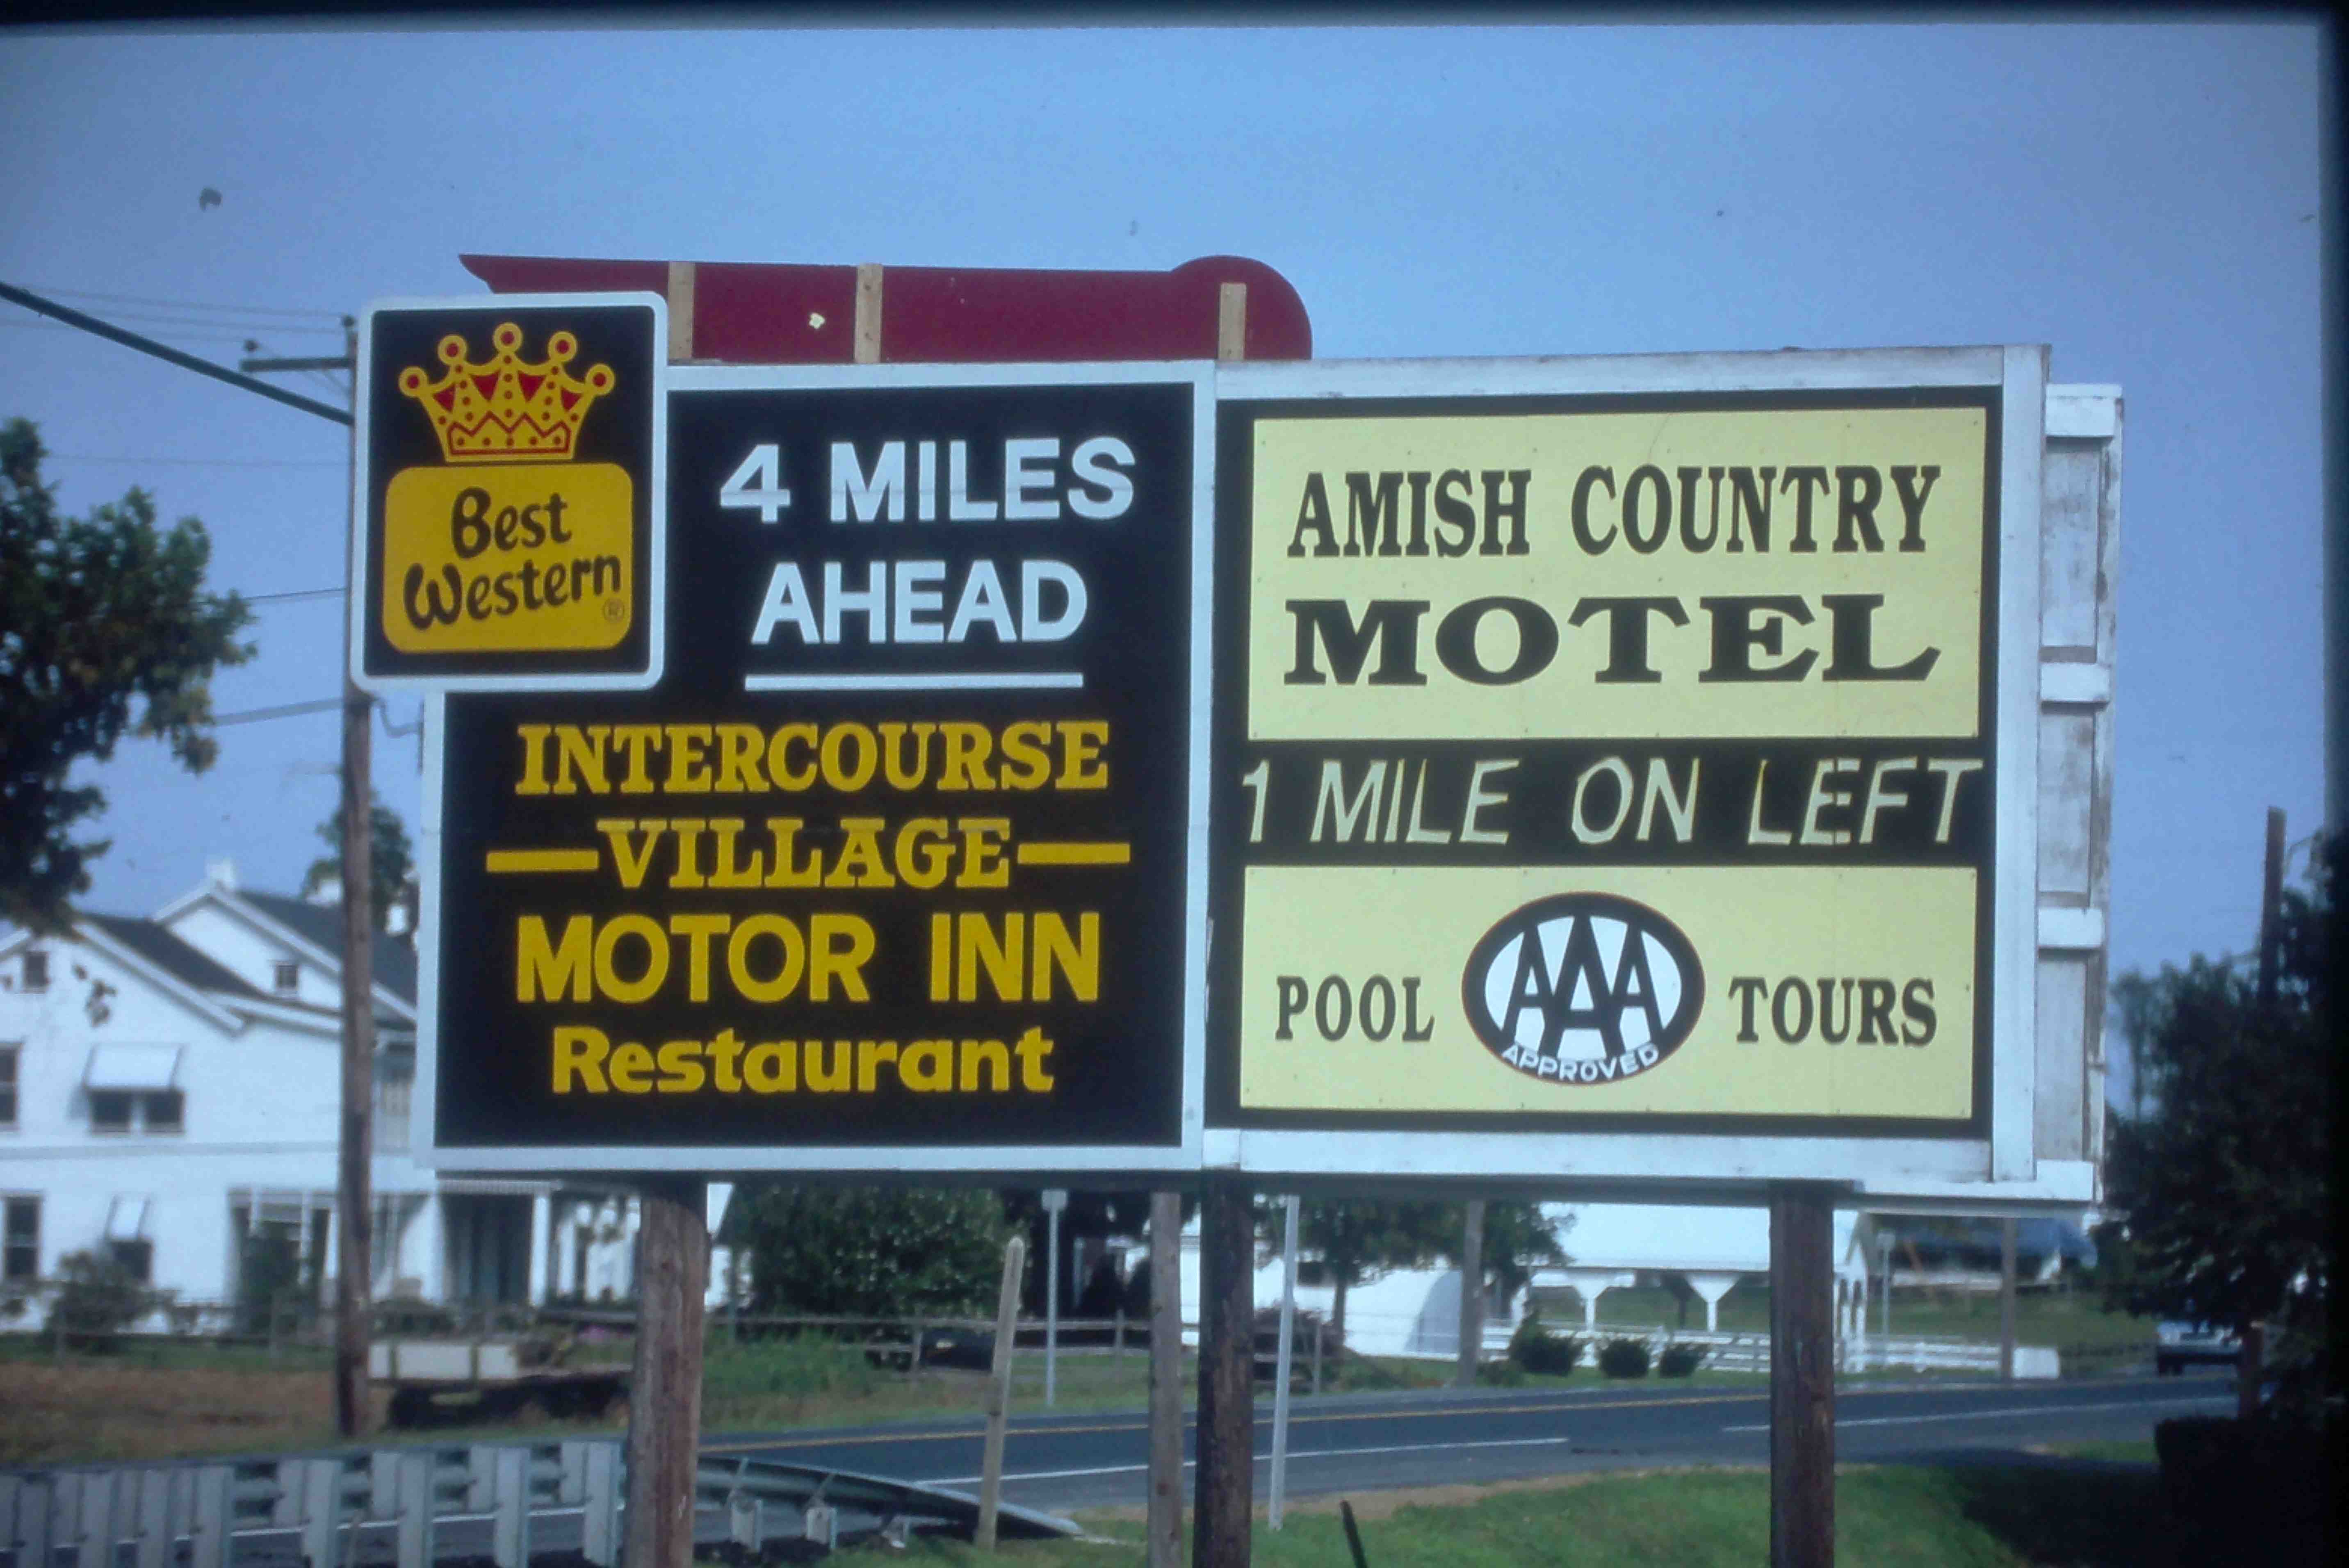 Best
Western®
4 MILES
AHEAD
INTERCOURSE
VILLAGE
MOTOR INN
Restaurant
AMISH COUNTRY
MOTEL
1 MILE ON LEFT
POOL AAA TOURS
APPROVED